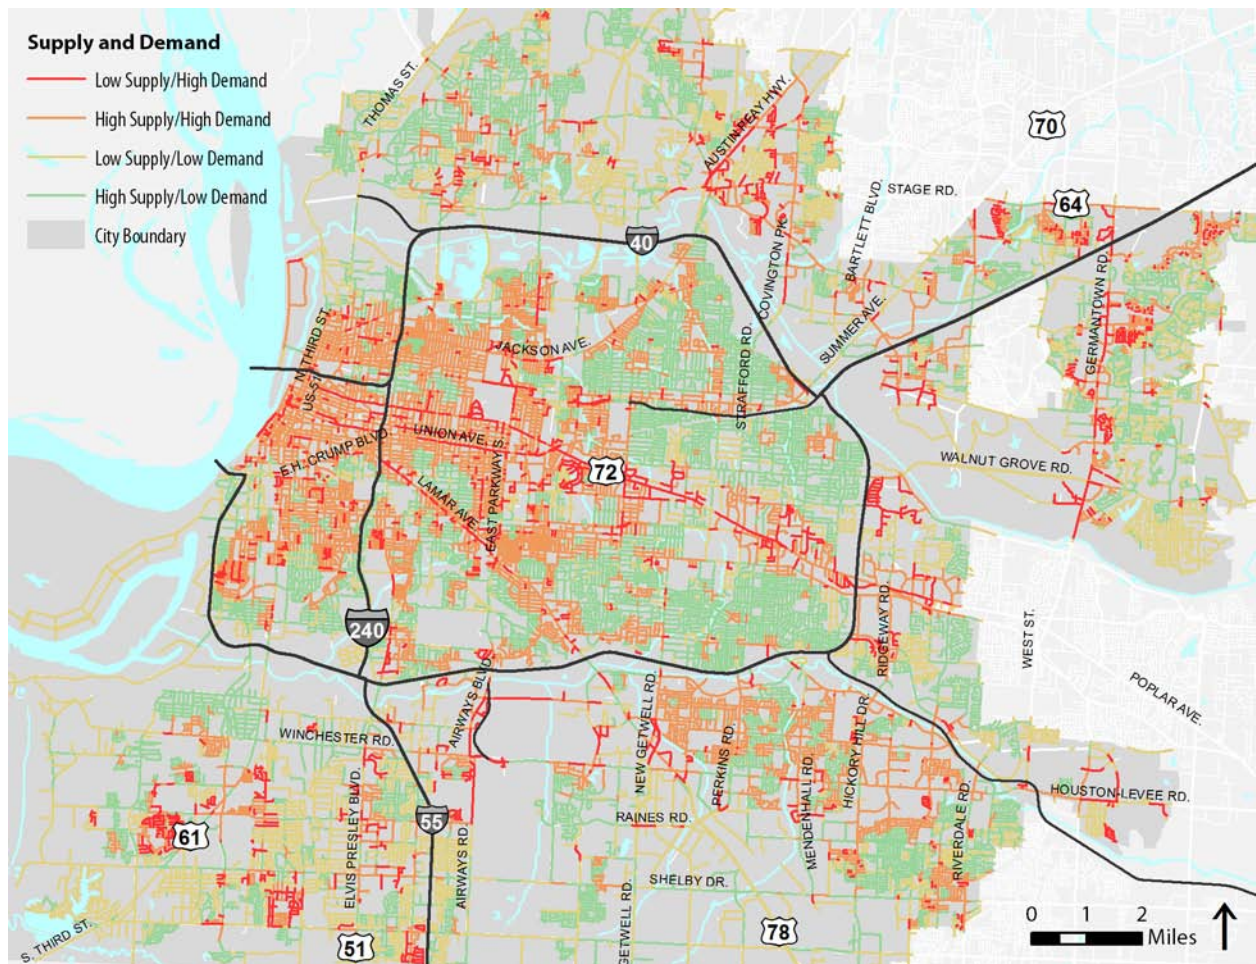 Supply and Demand
Low Supply/High Demand
High Supply/High Demand
Low Supply/Low Demand
High Supply/Low Demand
City Boundary
THOMAS ST.
AUSTIN PEAY HWY.
70
STAGE RD.
BARTLETT BLVD.
64
40
COVINGTON PK.
SUMMER AVE.
GERMANTOWN RD.
N. THIRD ST.
US-51
JACKSON AVE.
STRAFFORD RD.
UNION AVE.
E.H. CRUMP BLVD.
72
WALNUT GROVE RD.
LAMAR AVE.
EAST PARKWAY S.
240
RIDGEWAY RD.
WEST ST.
POPLAR AVE.
AIRWAYS BLVD.
WINCHESTER RD.
NEW GETWELL RD.
PERKINS RD.
HICKORY HILL DR.
MENDENHALL RD.
HOUSTON-LEVEE RD.
61
ELVIS PRESLEY BLVD.
55
RAINES RD.
RIVERDALE RD.
AIRWAYS RD.
SHELBY DR.
GETWELL RD.
S. THIRD ST.
51
78
0 1 2
Miles